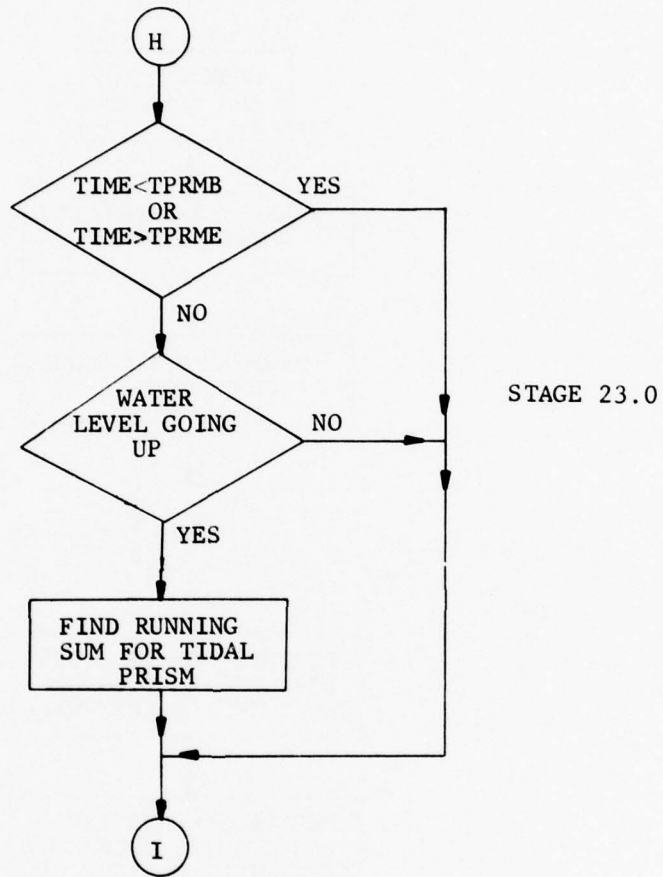 H
TIME<TPRMB
OR
TIME>TPRME
YES
NO
WATER
LEVEL GOING
UP
NO
STAGE 23.0
YES
FIND RUNNING
SUM FOR TIDAL
PRISM
I